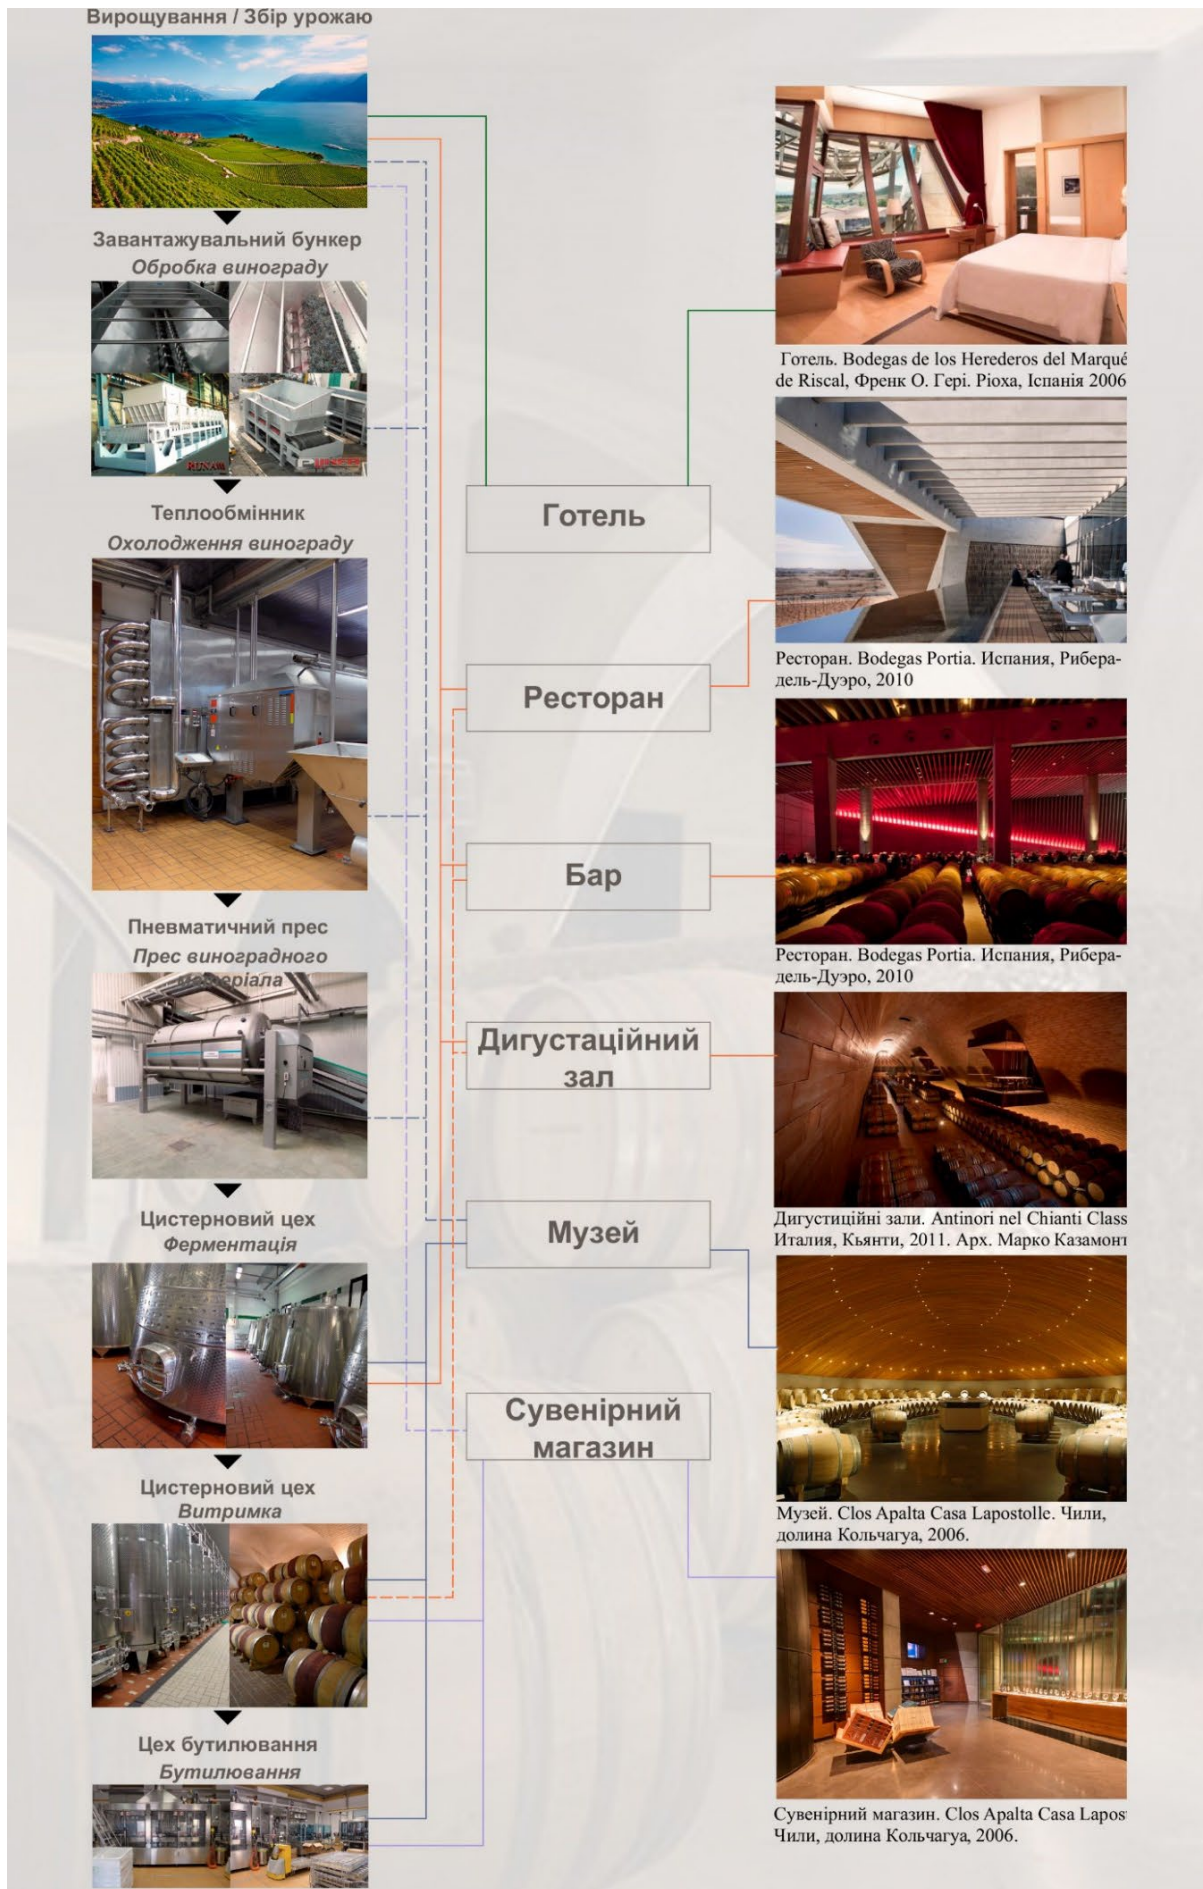 Вирощування / Збір урожаю
Завантажувальний бункер
Обробка винограду
RUNA
Теплообмінник
Охолодження винограду
Пневматичний прес
Прес виноградного
матеріала
Цистерновий цех
Ферментація
Цистерновий цех
Витримка
Цех бутилювання
Бутилювання
Готель
Ресторан
Бар
Дигустаційний
зал
Музей
Сувенірний
магазин
Готель. Bodegas de los Herederos del Marqué
de Riscal, Френк О. Гері. Ріоха, Іспанія 2006
Ресторан. Bodegas Portia. Испания, Рибера-
дель-Дуэро, 2010
Ресторан. Bodegas Portia. Испания, Рибера-
дель-Дуэро, 2010
Дигустиційні зали. Antinori nel Chianti Class
Италия, Кьянти, 2011. Арх. Марко Казамонт
Музей. Clos Apalta Casa Lapostolle. Чили,
долина Кольчагуа, 2006.
Сувенірний магазин. Clos Apalta Casa Lapos
Чили, долина Кольчагуа, 2006.